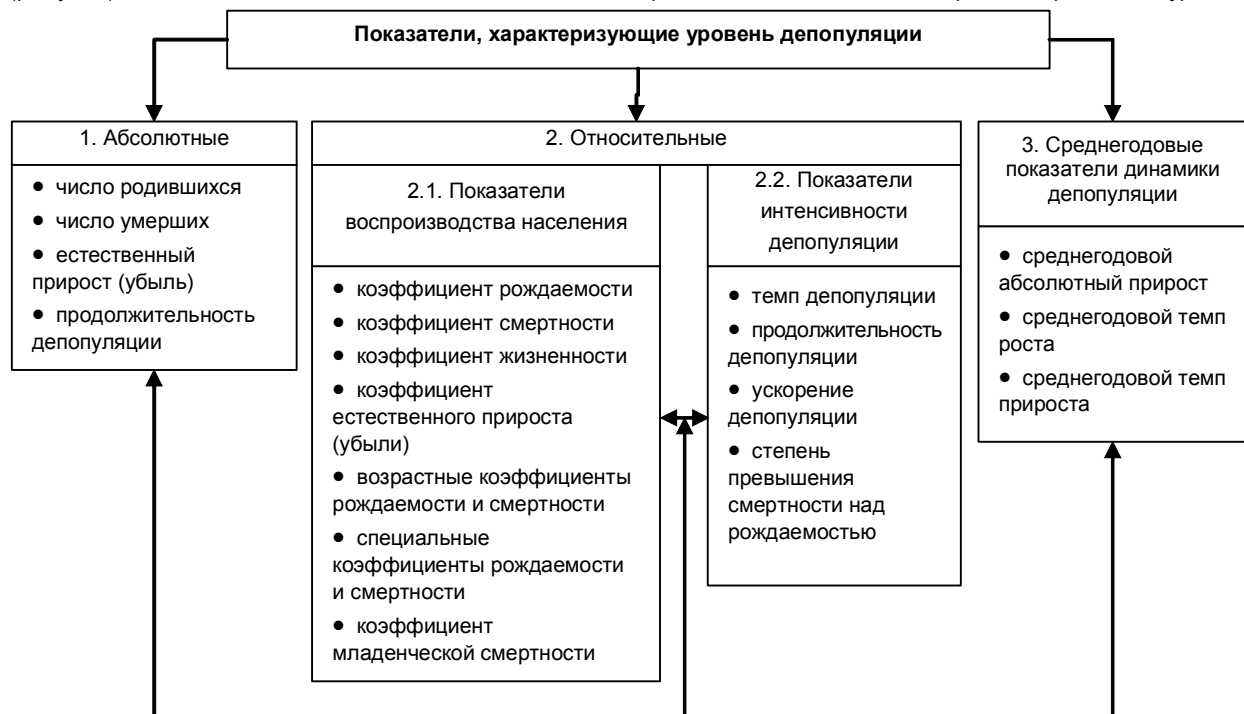 Показатели, характеризующие уровень депопуляции
1. Абсолютные
• число родившихся
• число умерших
• естественный
прирост (убыль)
• продолжительность
депопуляции
2. Относительные
2.1. Показатели
воспроизводства населения
• коэффициент рождаемости
• коэффициент смертности
• коэффициент жизненности
• коэффициент
естественного прироста
(убыли)
• возрастные коэффициенты
рождаемости и смертности
• специальные
коэффициенты рождаемости
и смертности
• коэффициент
младенческой смертности
2.2. Показатели
интенсивности
депопуляции
• темп депопуляции
• продолжительность
депопуляции
• ускорение
депопуляции
• степень
превышения
смертности над
рождаемостью
3. Среднегодовые
показатели динамики
депопуляции
• среднегодовой
абсолютный прирост
• среднегодовой темп
роста
• среднегодовой темп
прироста